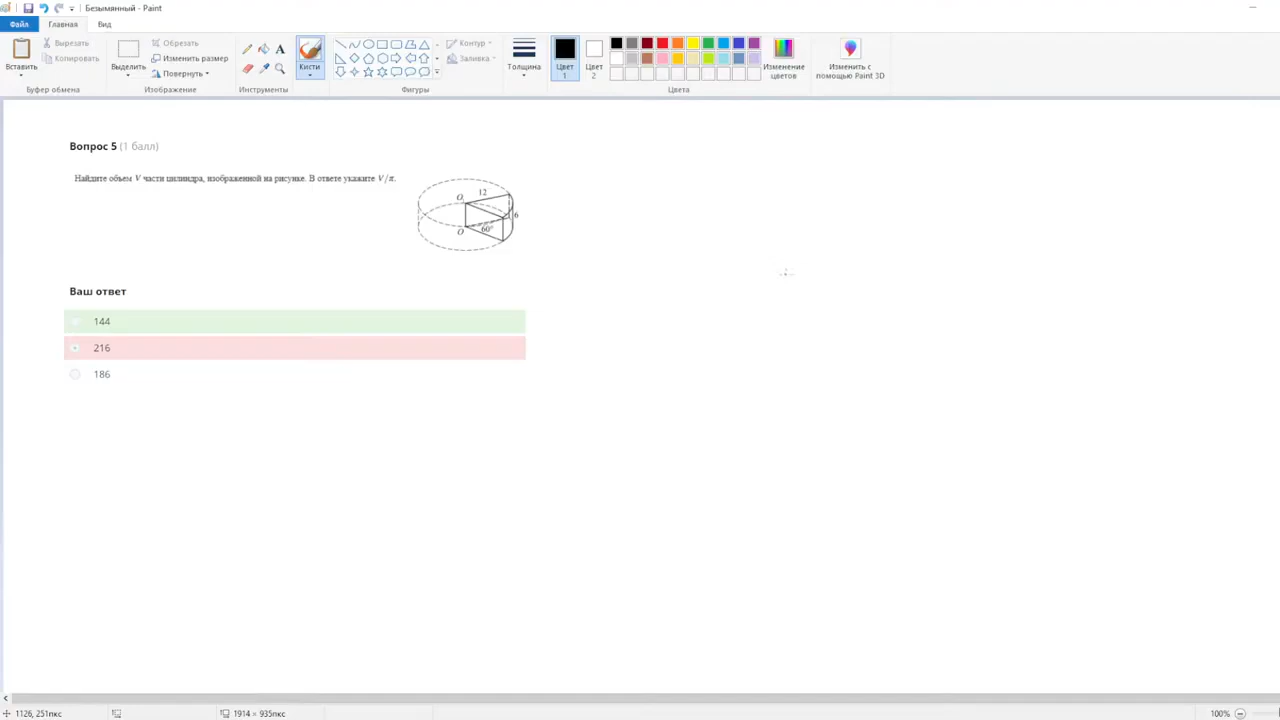 Безымянный - Paint
Файл
Главная
Вид
Вставить
Вырезать
Копировать
Буфер обмена
Выделить
Обрезать
Изменить размер
Повернуть
Изображение
A
Инструменты
Кисти
Контур
Заливка
Фигуры
Толщина
Цвет 1
Цвет 2
Цвета
Изменение цветов
Изменить с помощью Paint 3D
Вопрос 5 (1 балл)
Найдите объем V части цилиндра, изображенной на рисунке. В ответе укажите V/π.
12
O
6
60°
O
Ваш ответ
144
216
186
1126, 251пкс
1914 × 935пкс
100%